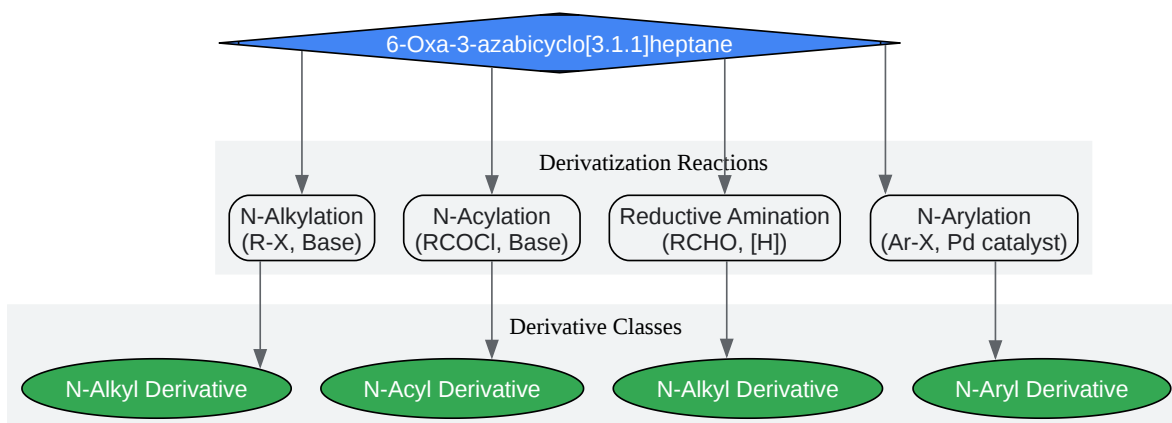 6-Oxa-3-azabicyclo[3.1.1]heptane
Derivatization Reactions
N-Alkylation
(R-X, Base)
N-Acylation
(RCOCl, Base)
Reductive Amination
(RCHO, [H])
N-Arylation
(Ar-X, Pd catalyst)
Derivative Classes
N-Alkyl Derivative
N-Acyl Derivative
N-Alkyl Derivative
N-Aryl Derivative